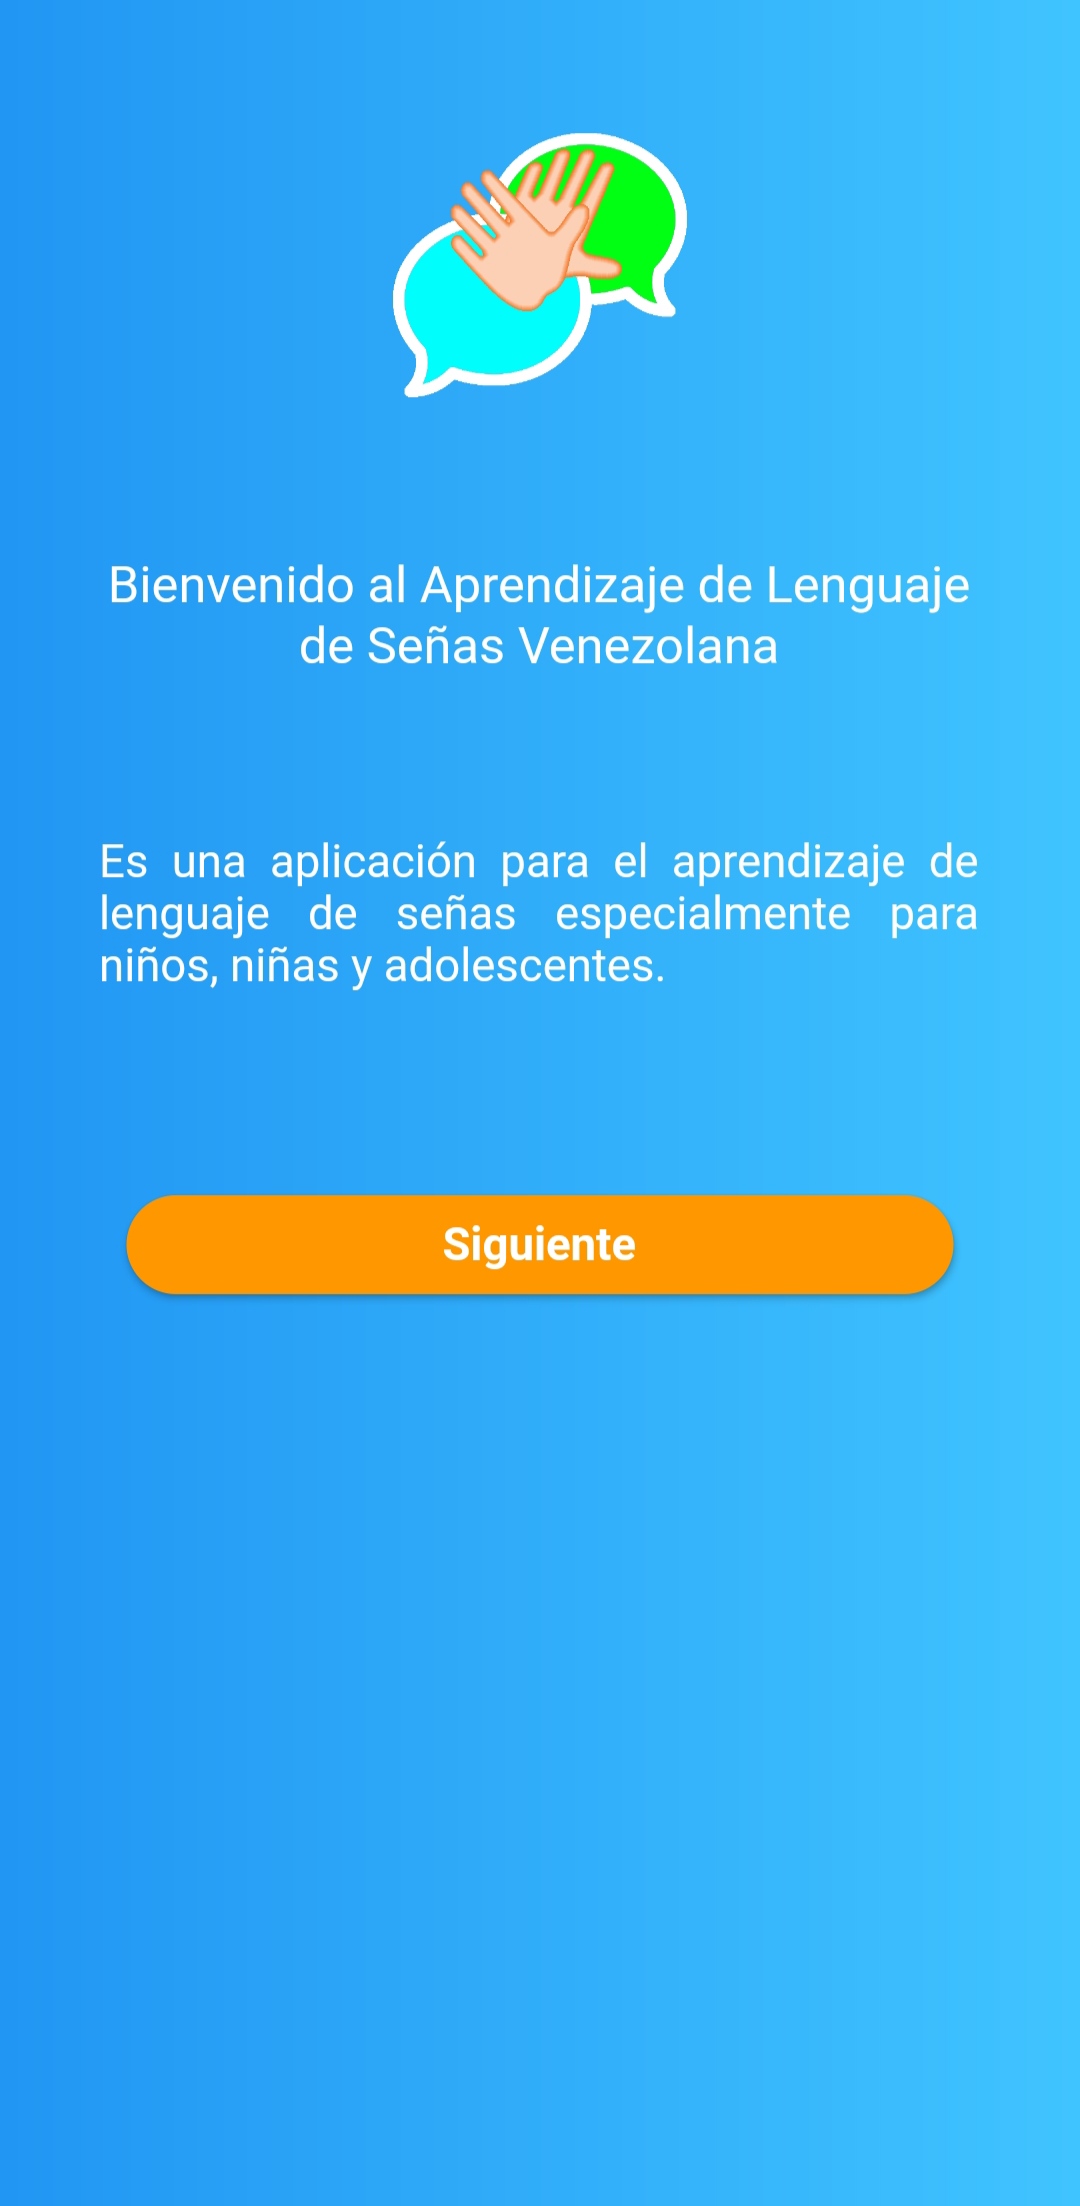 Bienvenido al Aprendizaje de Lenguaje
de Señas Venezolana
Es una aplicación para el aprendizaje de
lenguaje de señas especialmente para
niños, niñas y adolescentes.
Siguiente